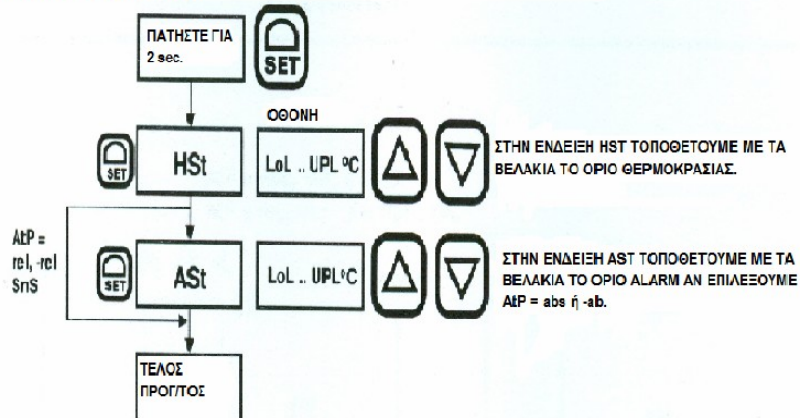 ΠΑΤΗΣΤΕ ΓΙΑ
2 sec.
SET
ΟΘΟΝΗ
SET
HSt
LoL .. UPL ºC
ΣΤΗΝ ΕΝΔΕΙΞΗ HST ΤΟΠΟΘΕΤΟΥΜΕ ΜΕ ΤΑ
ΒΕΛΑΚΙΑ ΤΟ ΟΡΙΟ ΘΕΡΜΟΚΡΑΣΙΑΣ.
AtP =
rel, -rel
SnS
SET
ASt
LoL .. UPLºC
ΣΤΗΝ ΕΝΔΕΙΞΗ AST ΤΟΠΟΘΕΤΟΥΜΕ ΜΕ ΤΑ
ΒΕΛΑΚΙΑ ΤΟ ΟΡΙΟ ALARM ΑΝ ΕΠΙΛΕΞΟΥΜΕ
AtP = abs ή -ab.
ΤΕΛΟΣ
ΠΡΟΓ/ΤΟΣ